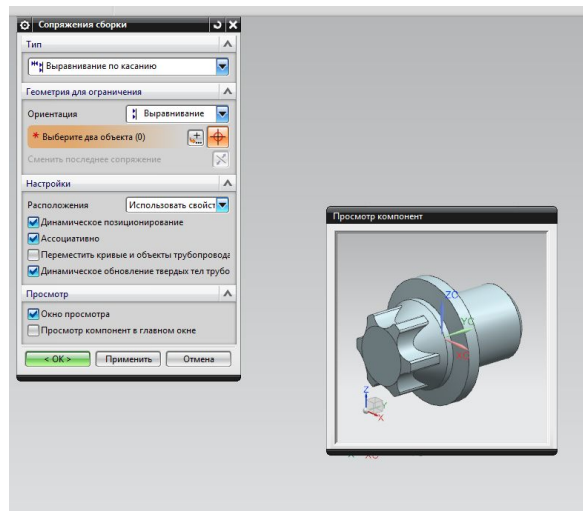 Сопряжения сборки
Тип
Выравнивание по касанию
Геометрия для ограничения
Ориентация
Выравнивание
* Выберите два объекта (0)
Сменить последнее сопряжение
Настройки
Расположения
Использовать свойст
Динамическое позиционирование
Ассоциативно
Переместить кривые и объекты трубопровода
Динамическое обновление твердых тел трубо
Просмотр
Окно просмотра
Просмотр компонент в главном окне
< OK >
Применить
Отмена
Просмотр компонент
ZC
YC
Z
Y
X
XC